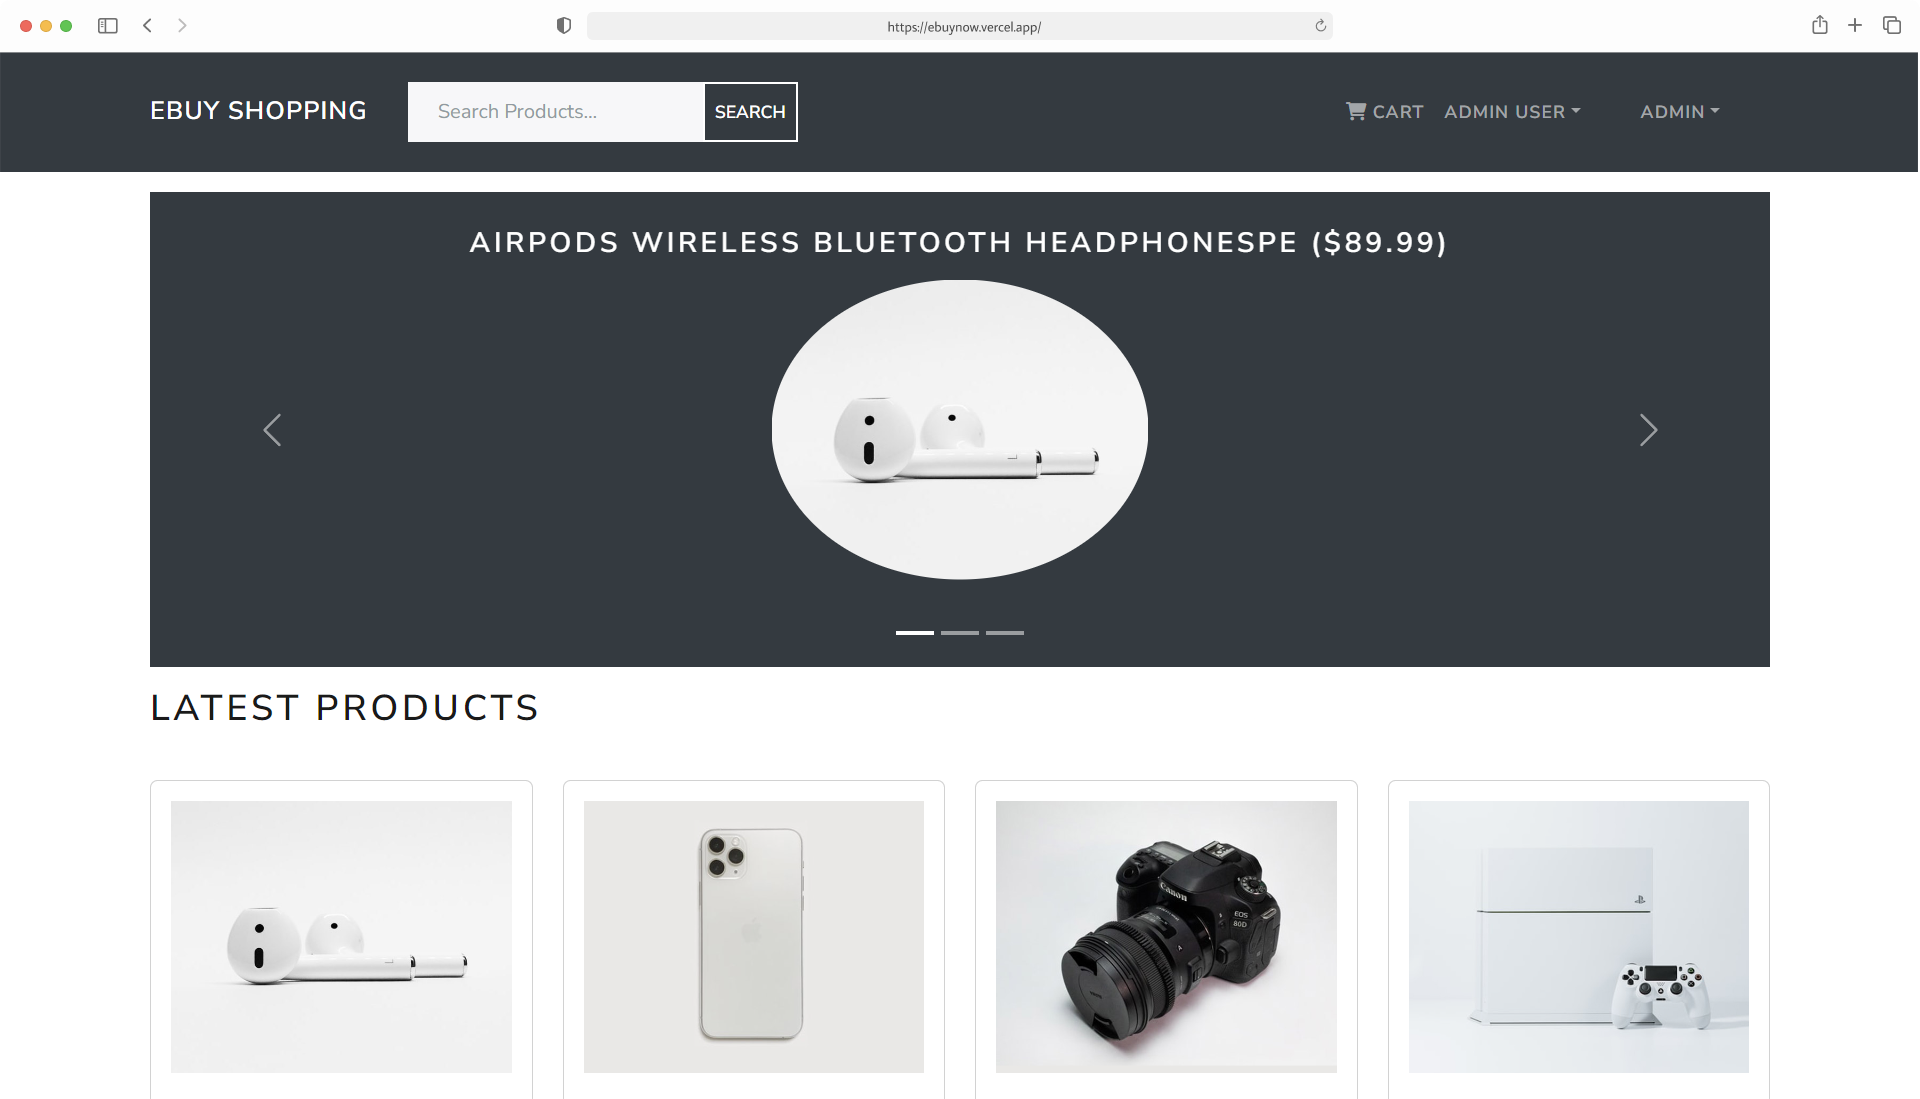 https://ebuynow.vercel.app/
EBUY SHOPPING
Search Products...
SEARCH
CART
ADMIN USER
ADMIN
AIRPODS WIRELESS BLUETOOTH HEADPHONESPE ($89.99)
LATEST PRODUCTS
Canon
EOS
80D